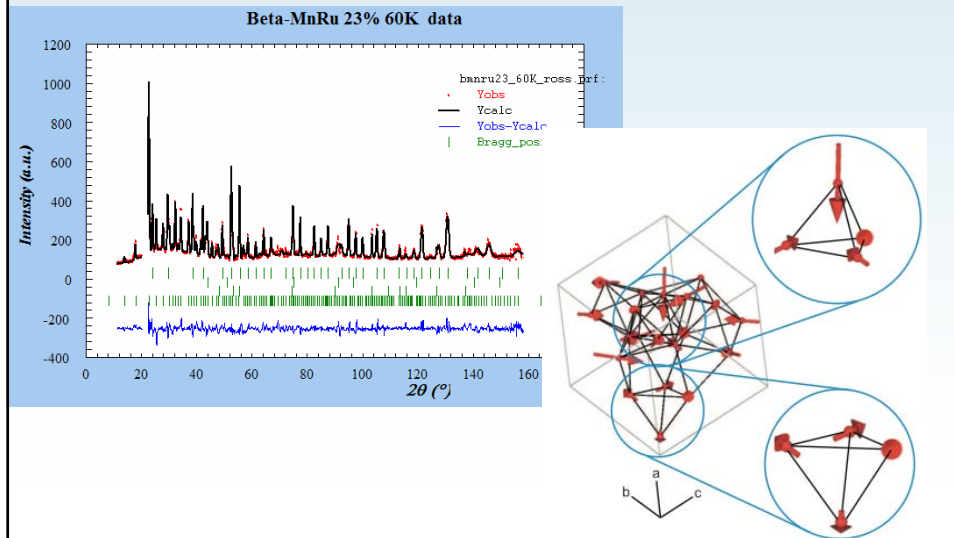 Beta-MnRu 23% 60K data
1200
1000
800
600
400
200
0
-200
-400
Intensity (a.u.)
bmnru23_60K_ross.prf:
Yobs
Ycalc
Yobs-Ycalc
Bragg_pos
0
20
40
60
80
100
120
140
160
2θ (°)
a
b
c